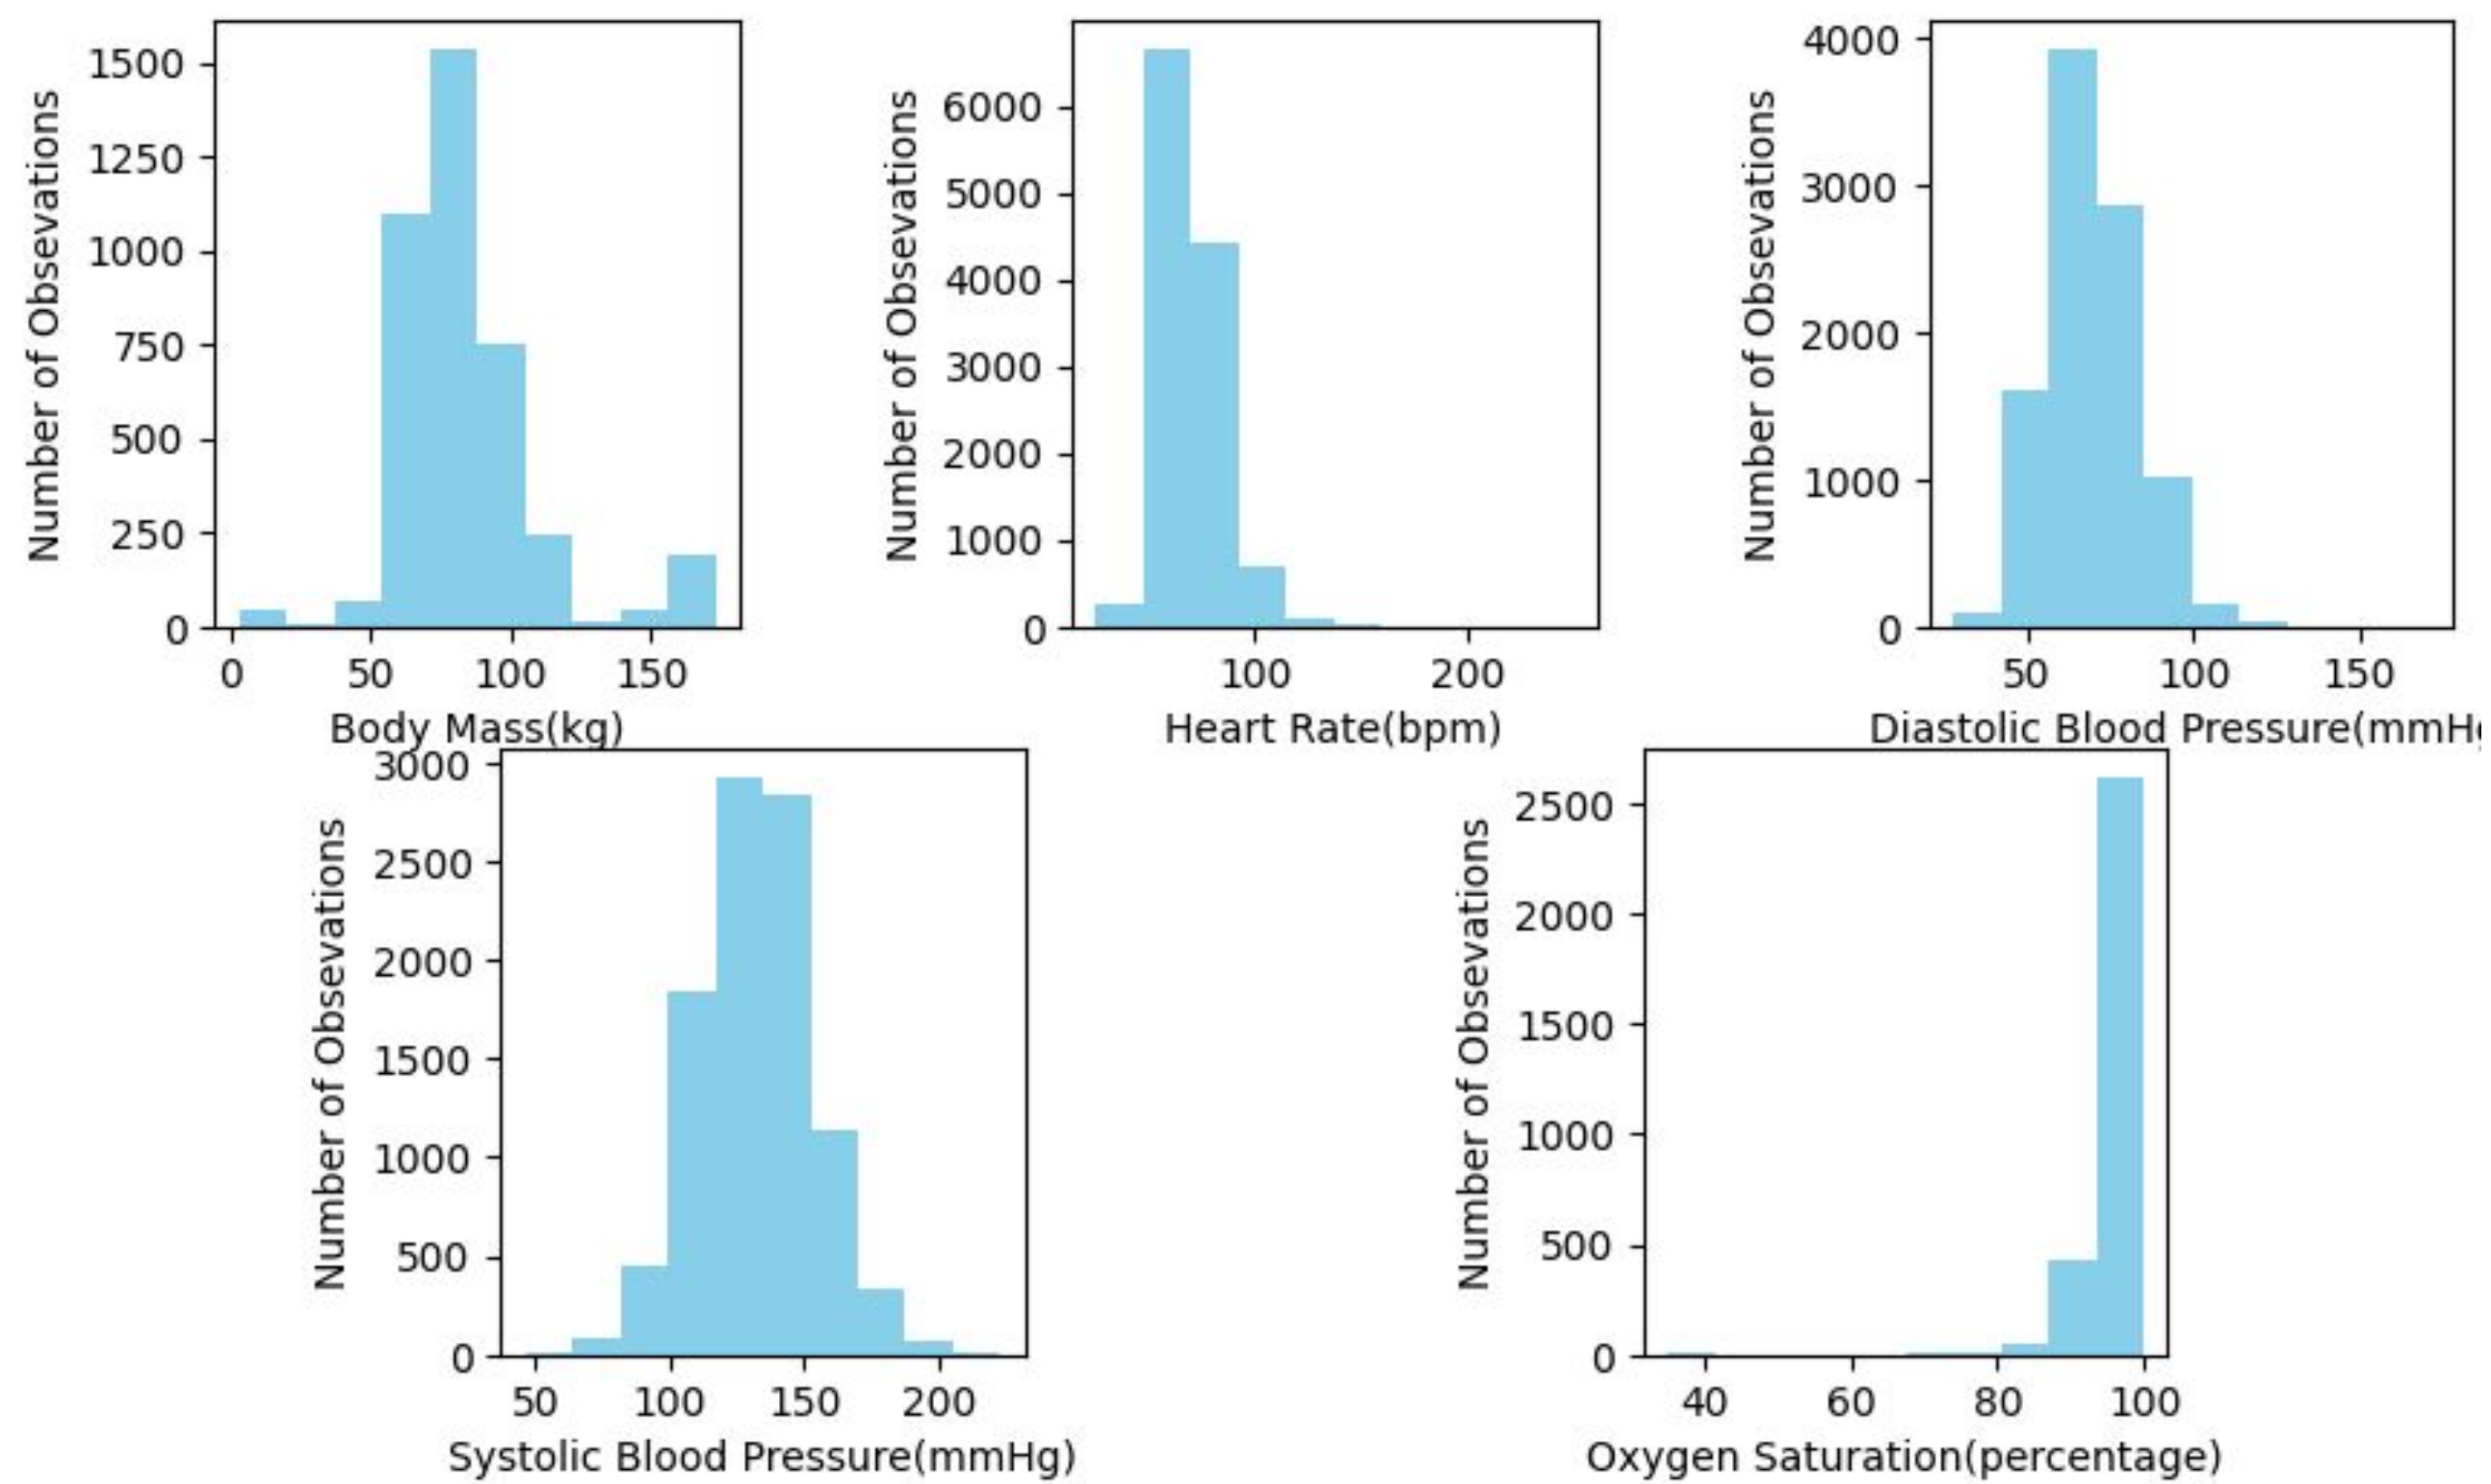 Number of Obsevations
1500
1250
1000
750
500
250
0
0 50 100 150
Body Mass(kg)
Number of Obsevations
6000
5000
4000
3000
2000
1000
0
100 200
Heart Rate(bpm)
Number of Obsevations
4000
3000
2000
1000
0
50 100 150
Diastolic Blood Pressure(mmH
Number of Obsevations
3000
2500
2000
1500
1000
500
0
50 100 150 200
Systolic Blood Pressure(mmHg)
Number of Obsevations
2500
2000
1500
1000
500
0
40 60 80 100
Oxygen Saturation(percentage)